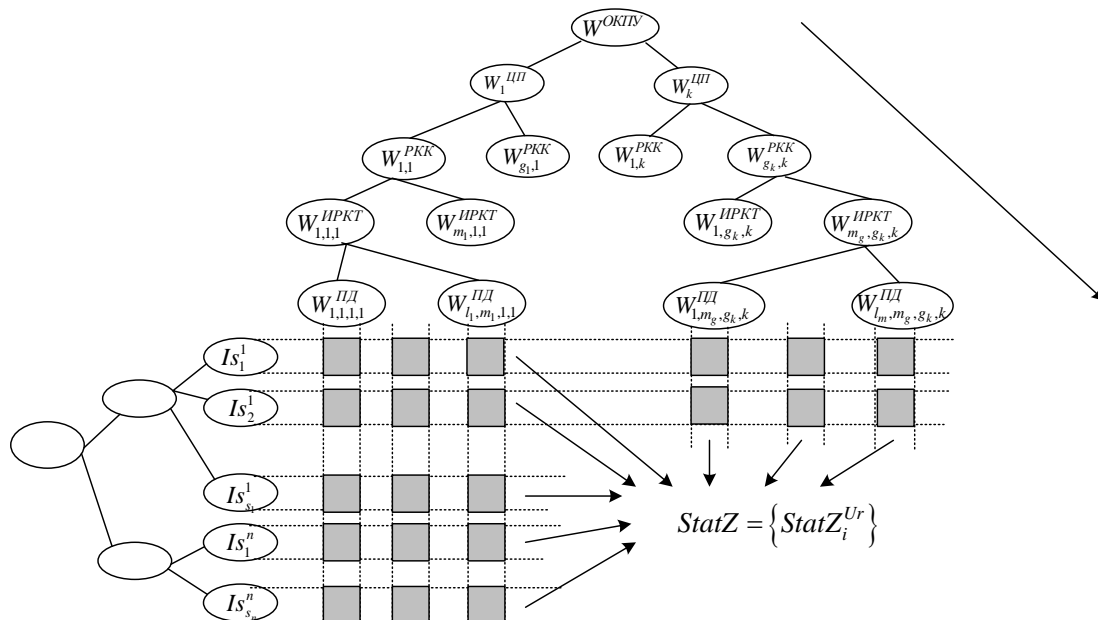 W^{ОКПУ}
W_1^{ЦП} W_k^{ЦП}
W_{1,1}^{РКК} W_{g_1,1}^{РКК} W_{1,k}^{РКК} W_{g_k,k}^{РКК}
W_{1,1,1}^{ИРКТ} W_{m_1,1,1}^{ИРКТ} W_{1,g_k,k}^{ИРКТ} W_{m_g,g_k,k}^{ИРКТ}
W_{1,1,1,1}^{ПД} W_{l_1,m_1,1,1}^{ПД} W_{1,m_g,g_k,k}^{ПД} W_{l_m,m_g,g_k,k}^{ПД}
Is_1^1
Is_2^1
Is_{s_1}^1
StatZ = {StatZ_i^{Ur}}
Is_1^n
Is_{s_n}^n